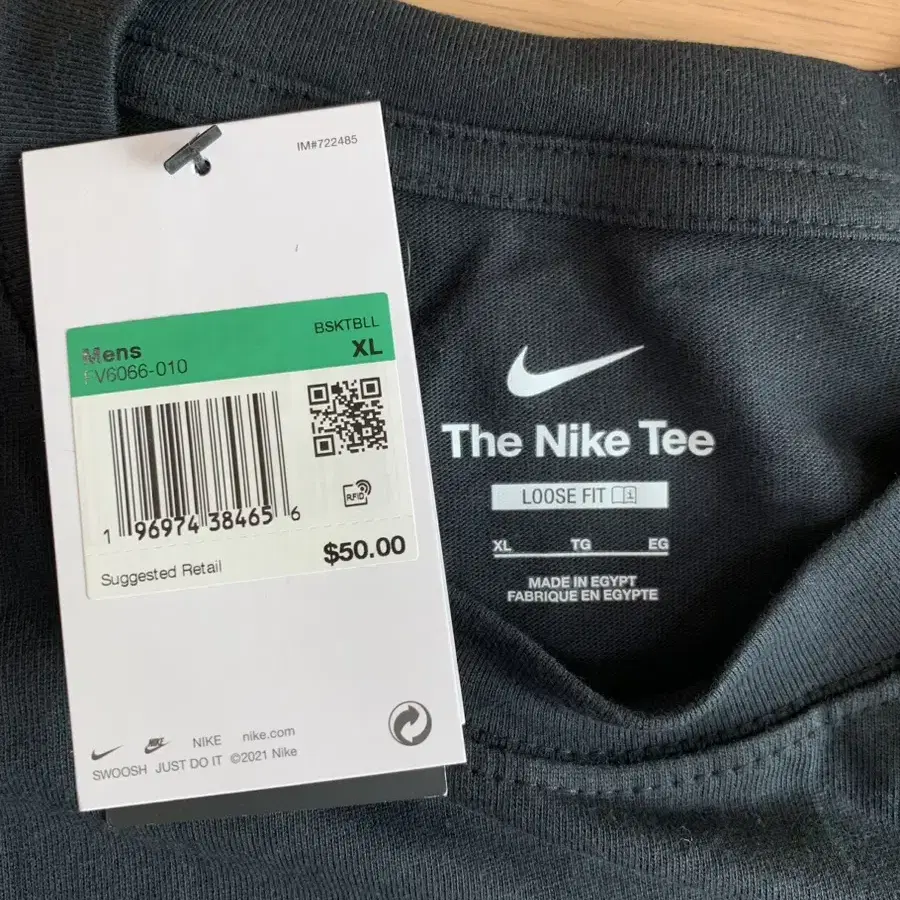 IM#722485
BSKTBLL
Mens XL
FV6066-010
RFID
1 96974 38465 6
Suggested Retail $50.00
NIKE nike.com
SWOOSH JUST DO IT ©2021 Nike
The Nike Tee
LOOSE FIT
XL TG EG
MADE IN EGYPT
FABRIQUE EN EGYPTE